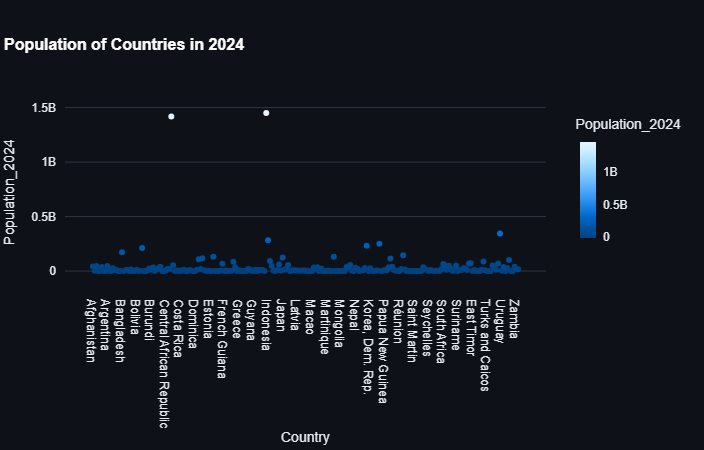 Population of Countries in 2024
Population_2024
1.5B
1B
0.5B
0
Population_2024
1B
0.5B
0
Afghanistan
Argentina
Bangladesh
Bolivia
Burundi
Central African Republic
Costa Rica
Dominica
Estonia
French Guiana
Greece
Guyana
Indonesia
Japan
Latvia
Macao
Martinique
Mongolia
Nepal
Korea, Dem. Rep.
Papua New Guinea
Réunion
Saint Martin
Seychelles
South Africa
Suriname
East Timor
Turks and Caicos
Uruguay
Zambia
Country